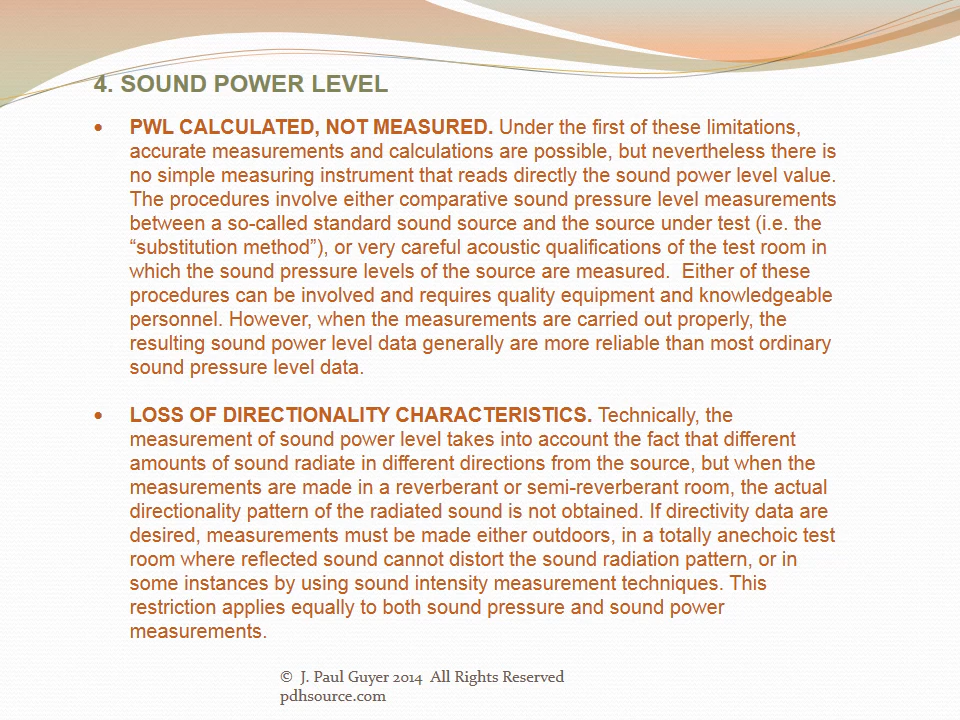 4. SOUND POWER LEVEL
• PWL CALCULATED, NOT MEASURED. Under the first of these limitations,
accurate measurements and calculations are possible, but nevertheless there is
no simple measuring instrument that reads directly the sound power level value.
The procedures involve either comparative sound pressure level measurements
between a so-called standard sound source and the source under test (i.e. the
“substitution method”), or very careful acoustic qualifications of the test room in
which the sound pressure levels of the source are measured.  Either of these
procedures can be involved and requires quality equipment and knowledgeable
personnel. However, when the measurements are carried out properly, the
resulting sound power level data generally are more reliable than most ordinary
sound pressure level data.
• LOSS OF DIRECTIONALITY CHARACTERISTICS. Technically, the
measurement of sound power level takes into account the fact that different
amounts of sound radiate in different directions from the source, but when the
measurements are made in a reverberant or semi-reverberant room, the actual
directionality pattern of the radiated sound is not obtained. If directivity data are
desired, measurements must be made either outdoors, in a totally anechoic test
room where reflected sound cannot distort the sound radiation pattern, or in
some instances by using sound intensity measurement techniques. This
restriction applies equally to both sound pressure and sound power
measurements.
© J. Paul Guyer 2014  All Rights Reserved
pdhsource.com